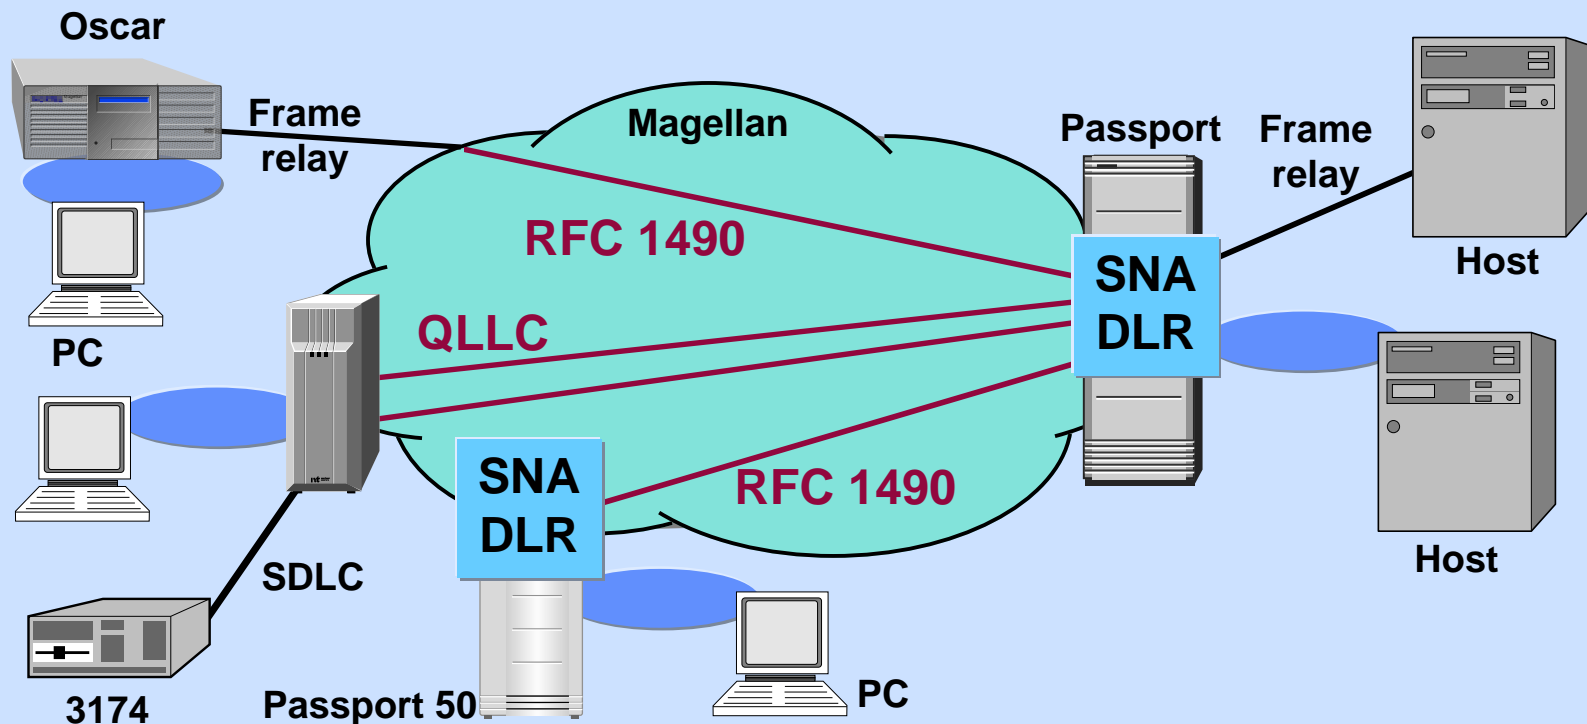 Oscar
Frame
relay
Magellan
Passport
Frame
relay
Host
RFC 1490
SNA
DLR
PC
QLLC
SNA
DLR
RFC 1490
SDLC
Host
3174
Passport 50
PC